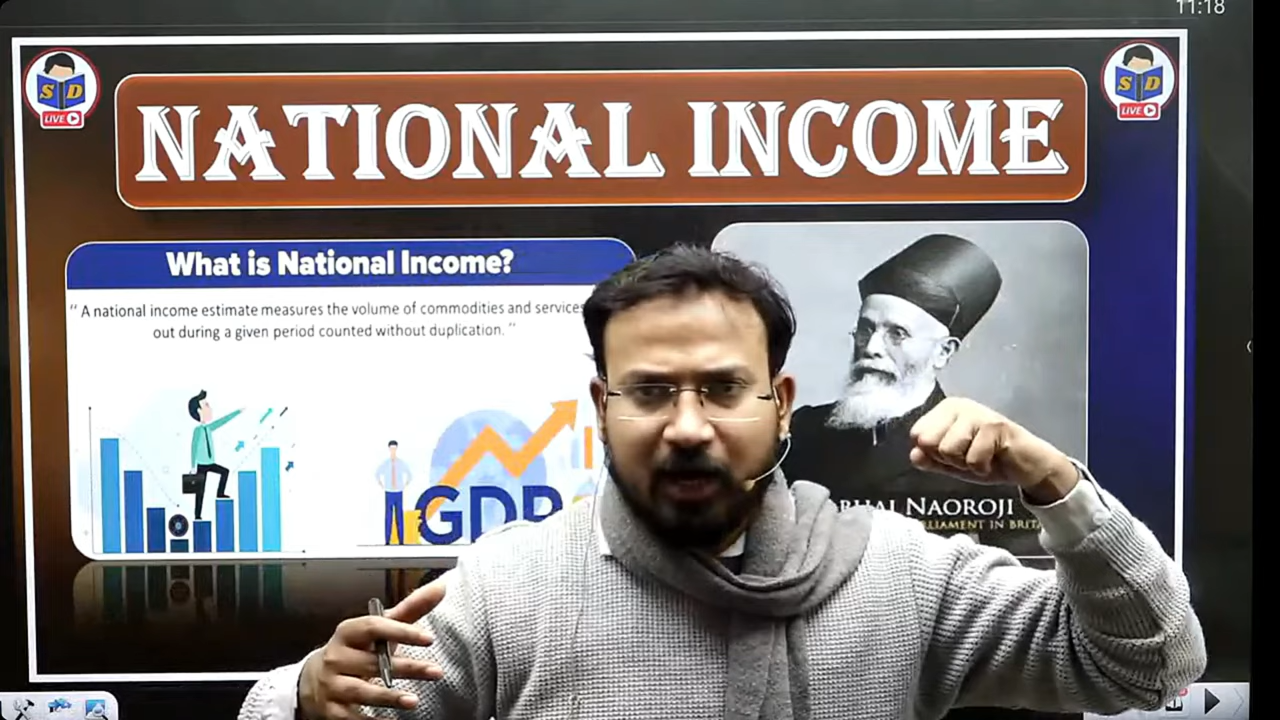 11:18
S D
LIVE
NATIONAL INCOME
S D
LIVE
What is National Income?
“ A national income estimate measures the volume of commodities and services
out during a given period counted without duplication. ”
GDP
NAOROJI
IN